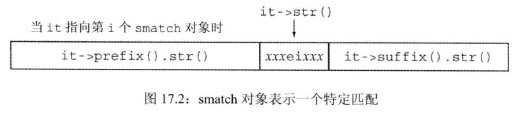 it->str()
当 it 指向第 i 个 smatch 对象时
it->prefix().str() xxxeixxx it->suffix().str()
图 17.2：smatch 对象表示一个特定匹配